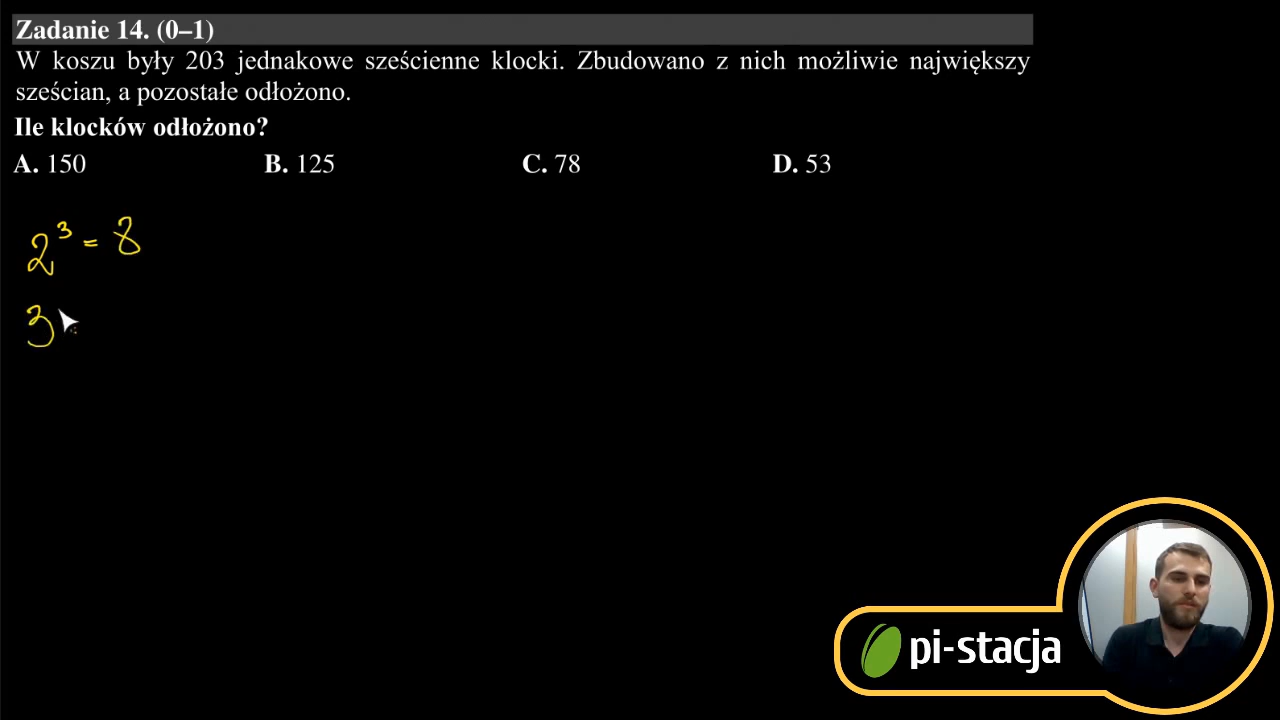 Zadanie 14. (0–1)
W koszu były 203 jednakowe sześcienne klocki. Zbudowano z nich możliwie największy
sześcian, a pozostałe odłożono.
Ile klocków odłożono?
A. 150 B. 125 C. 78 D. 53
2³ = 8
3
pi-stacja